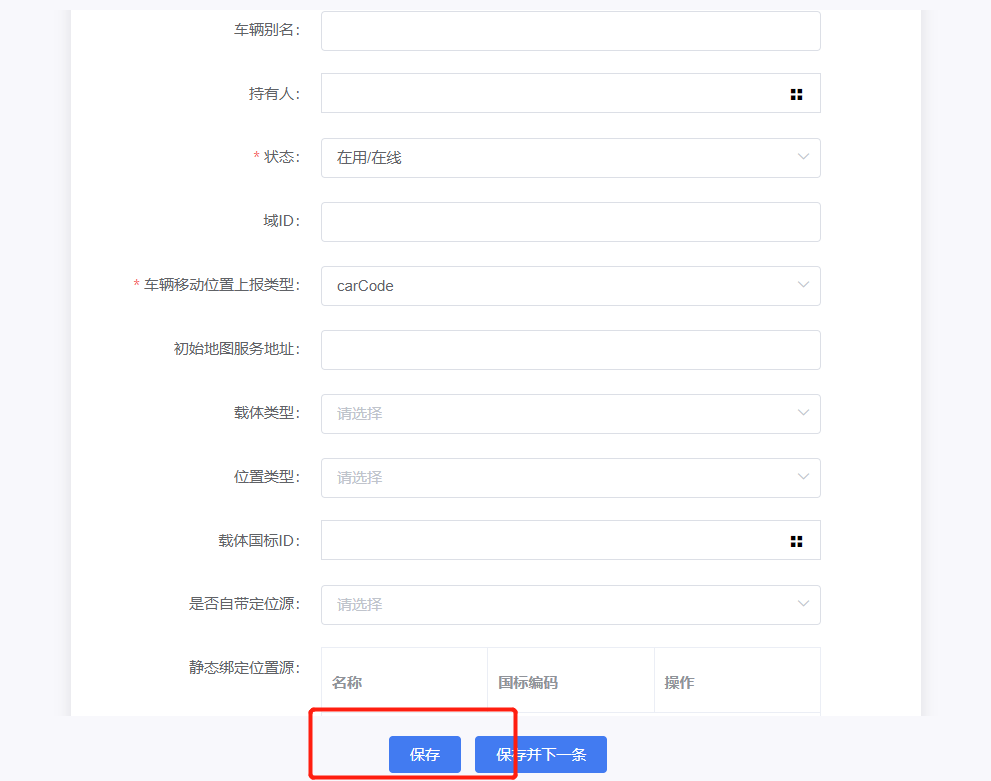 车辆别名：
持有人：
* 状态： 在用/在线
域ID：
* 车辆移动位置上报类型： carCode
初始地图服务地址：
载体类型： 请选择
位置类型： 请选择
载体国标ID：
是否自带定位源： 请选择
静态绑定位置源：
名称 国标编码 操作
保存 保存并下一条